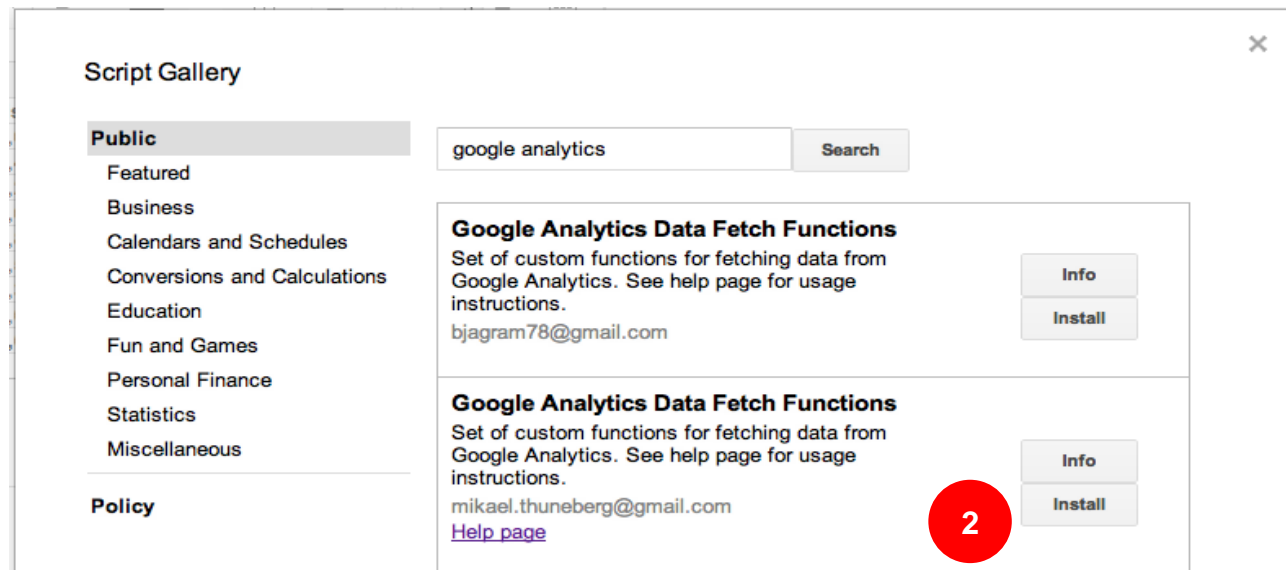 Script Gallery
×
Public
Featured
Business
Calendars and Schedules
Conversions and Calculations
Education
Fun and Games
Personal Finance
Statistics
Miscellaneous
Policy
google analytics
Search
Google Analytics Data Fetch Functions
Set of custom functions for fetching data from
Google Analytics. See help page for usage
instructions.
bjagram78@gmail.com
Info
Install
Google Analytics Data Fetch Functions
Set of custom functions for fetching data from
Google Analytics. See help page for usage
instructions.
mikael.thuneberg@gmail.com
Help page
Info
Install
2